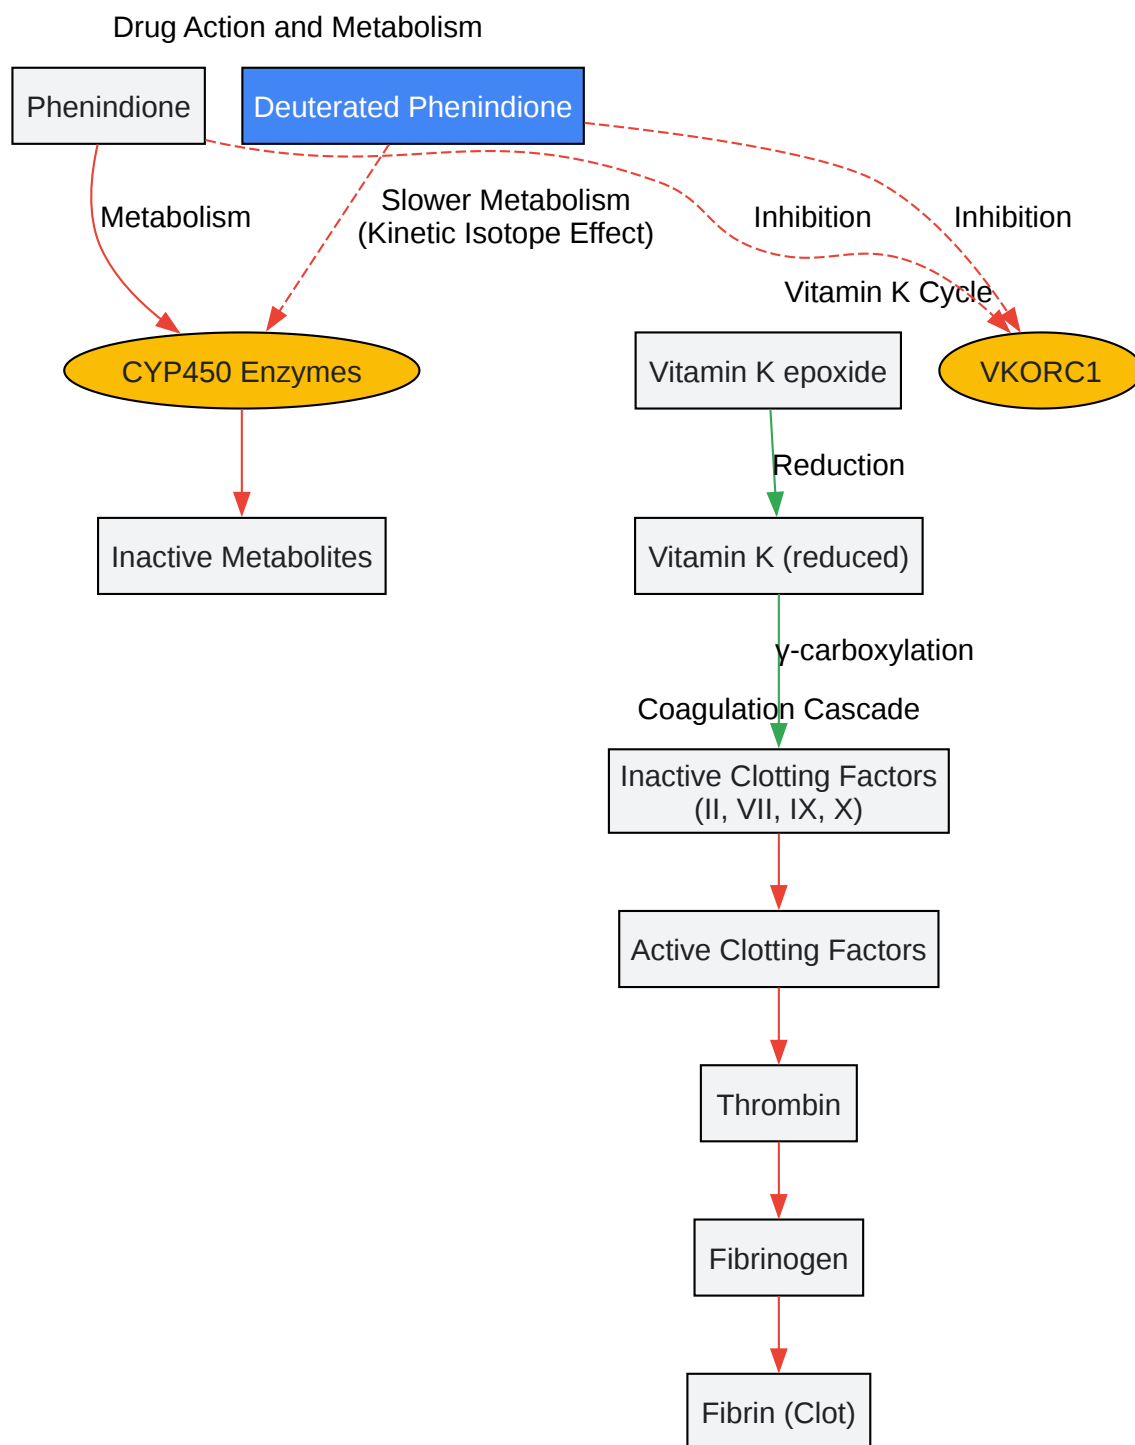 Drug Action and Metabolism
Phenindione
Deuterated Phenindione
Metabolism
Slower Metabolism
(Kinetic Isotope Effect)
Inhibition
Inhibition
Vitamin K Cycle
CYP450 Enzymes
Vitamin K epoxide
VKORC1
Reduction
Inactive Metabolites
Vitamin K (reduced)
γ-carboxylation
Coagulation Cascade
Inactive Clotting Factors
(II, VII, IX, X)
Active Clotting Factors
Thrombin
Fibrinogen
Fibrin (Clot)